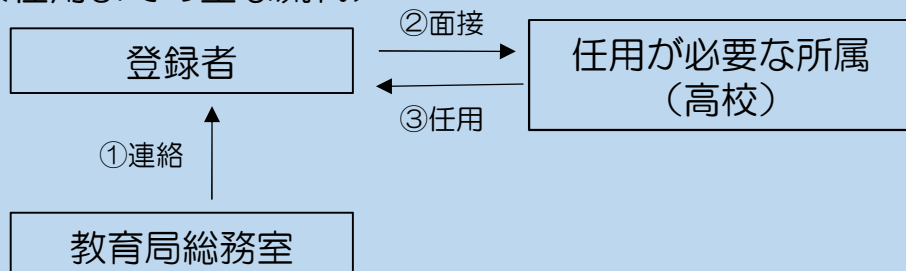 ②面接
登録者
任用が必要な所属
（高校）
③任用
①連絡
教育局総務室